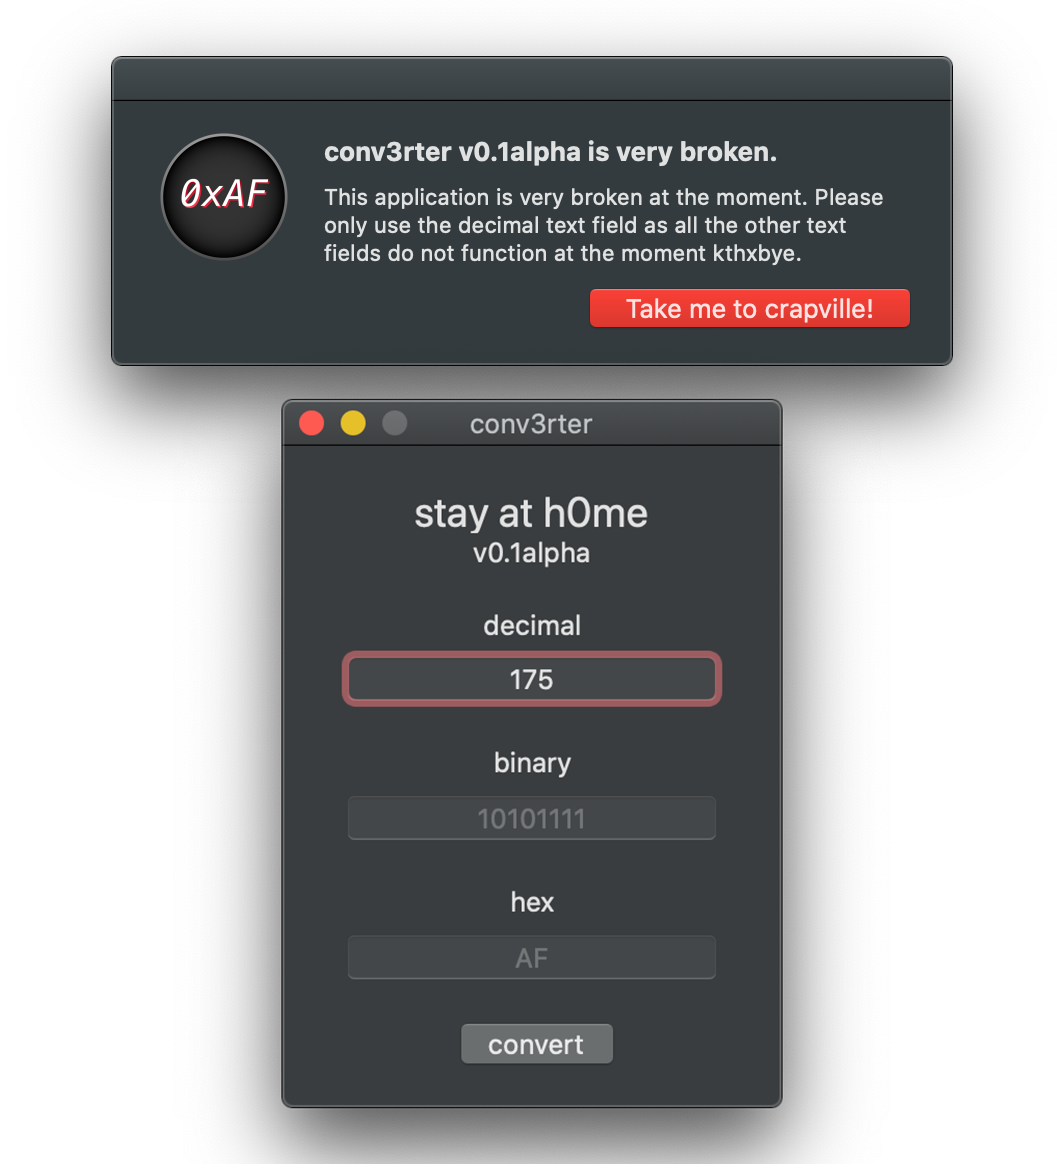 0xAF
conv3rter v0.1alpha is very broken.
This application is very broken at the moment. Please
only use the decimal text field as all the other text
fields do not function at the moment kthxbye.
Take me to crapville!
conv3rter
stay at h0me
v0.1alpha
decimal
175
binary
10101111
hex
AF
convert